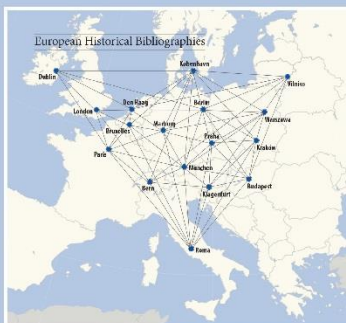 European Historical Bibliographies
København
Dublin
Vilnius
London
Den Haag
Berlin
Warszawa
Bruxelles
Marburg
Praha
Kraków
Paris
München
Bern
Klagenfurt
Budapest
Roma